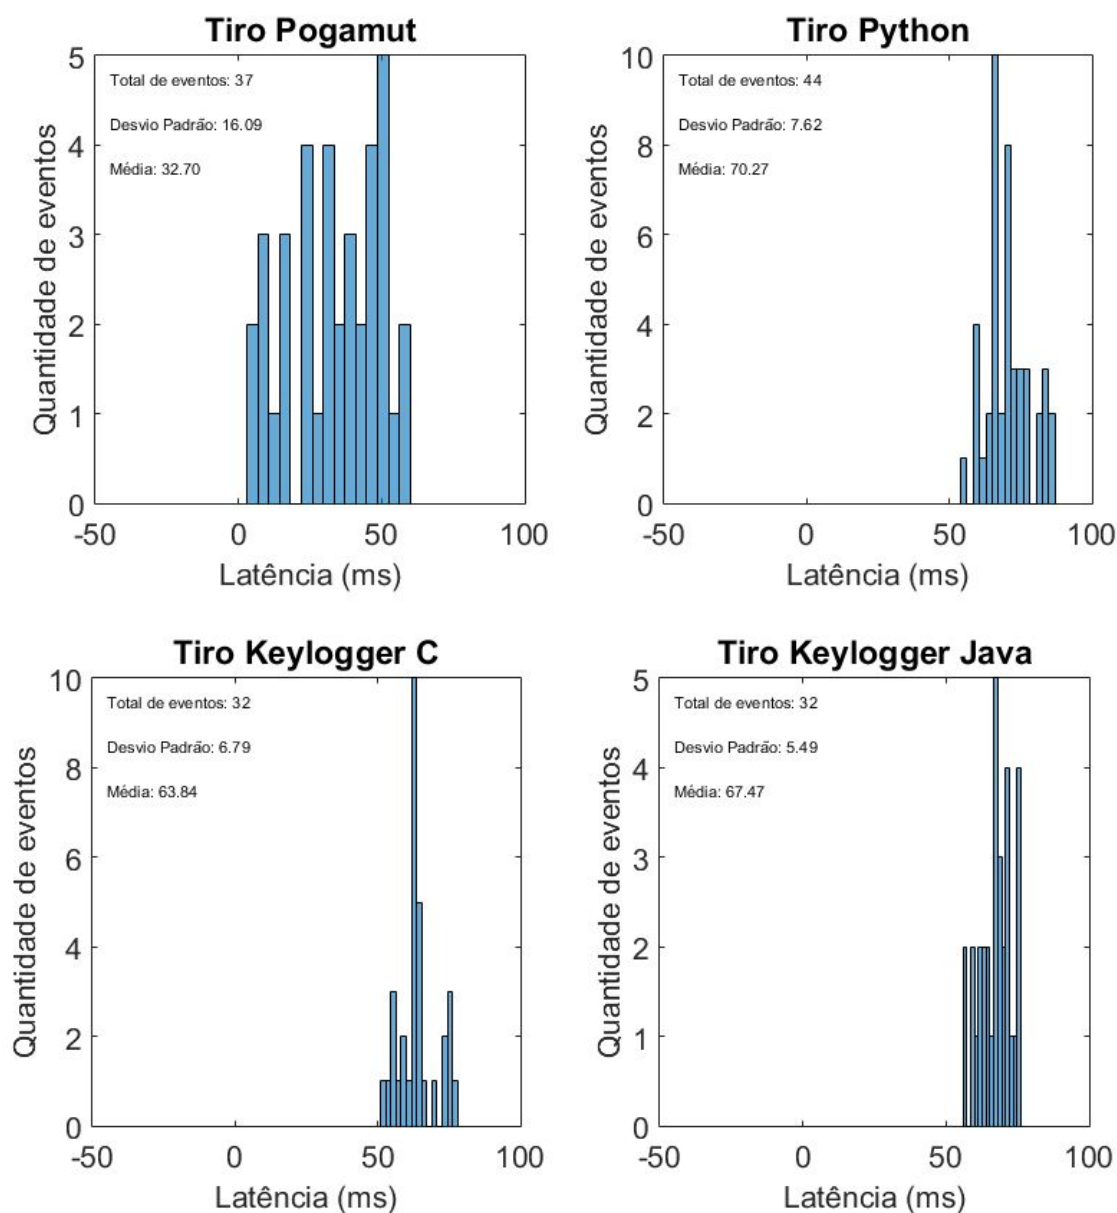 Tiro Pogamut
Total de eventos: 37
Desvio Padrão: 16.09
Média: 32.70
Quantidade de eventos
5
4
3
2
1
0
-50 0 50 100
Latência (ms)
Tiro Python
Total de eventos: 44
Desvio Padrão: 7.62
Média: 70.27
Quantidade de eventos
10
8
6
4
2
0
-50 0 50 100
Latência (ms)
Tiro Keylogger C
Total de eventos: 32
Desvio Padrão: 6.79
Média: 63.84
Quantidade de eventos
10
8
6
4
2
0
-50 0 50 100
Latência (ms)
Tiro Keylogger Java
Total de eventos: 32
Desvio Padrão: 5.49
Média: 67.47
Quantidade de eventos
5
4
3
2
1
0
-50 0 50 100
Latência (ms)